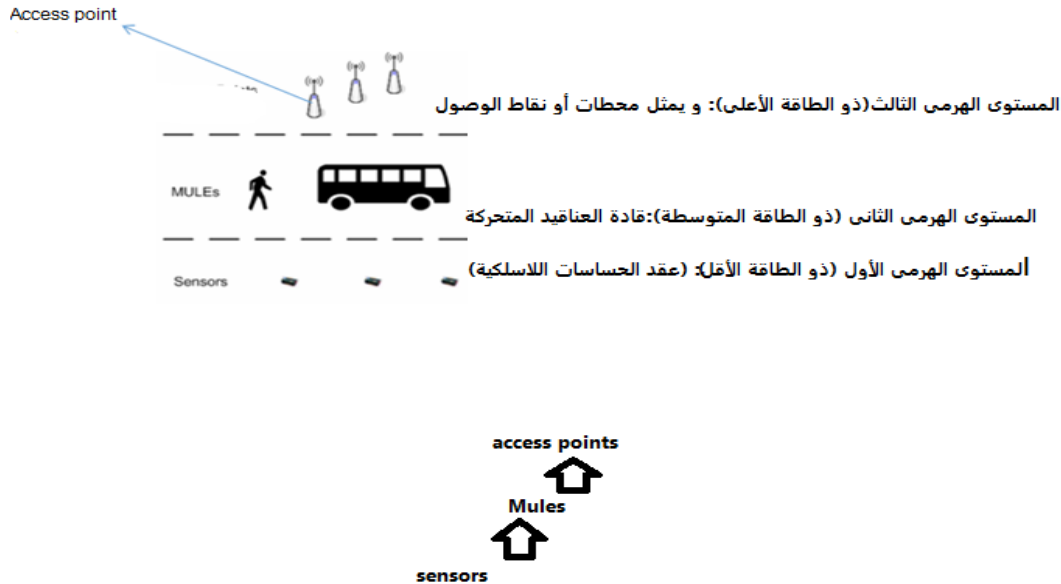 Access point
المستوى الهرمى الثالث(ذو الطاقة الأعلى): و يمثل محطات أو نقاط الوصول
MULEs
المستوى الهرمى الثانى (ذو الطاقة المتوسطة):قادة العناقيد المتحركة
Sensors
ألمستوى الهرمى الأول (ذو الطاقة الأقل): (عقد الحساسات اللاسلكية)
access points
Mules
sensors